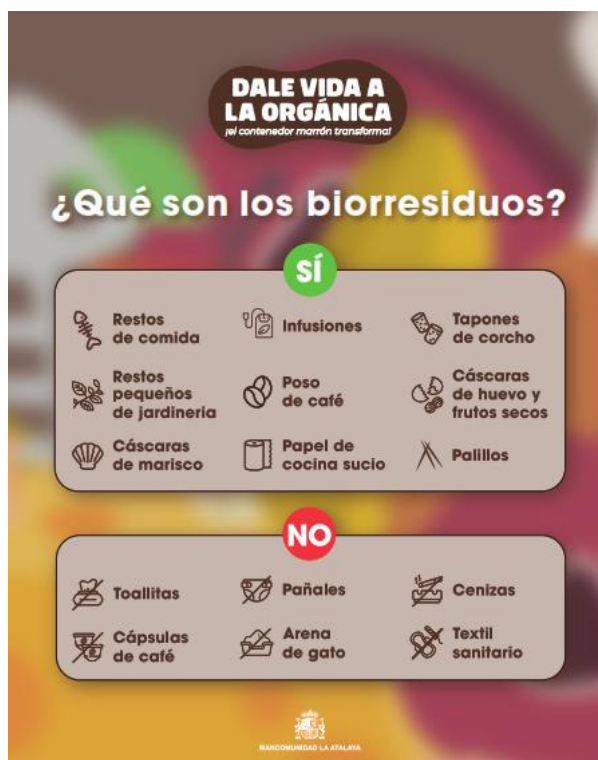 DALE VIDA A
LA ORGÁNICA
¡el contenedor marrón transforma!
¿Qué son los biorresiduos?
SÍ
Restos
de comida
Infusiones
Tapones
de corcho
Restos
pequeños
de jardineria
Poso
de café
Cáscaras
de huevo y
frutos secos
Cáscaras
de marisco
Papel de
cocina sucio
Palillos
NO
Toallitas
Pañales
Cenizas
Cápsulas
de café
Arena
de gato
Textil
sanitario
MANCOMUNIDAD LA ATALAYA